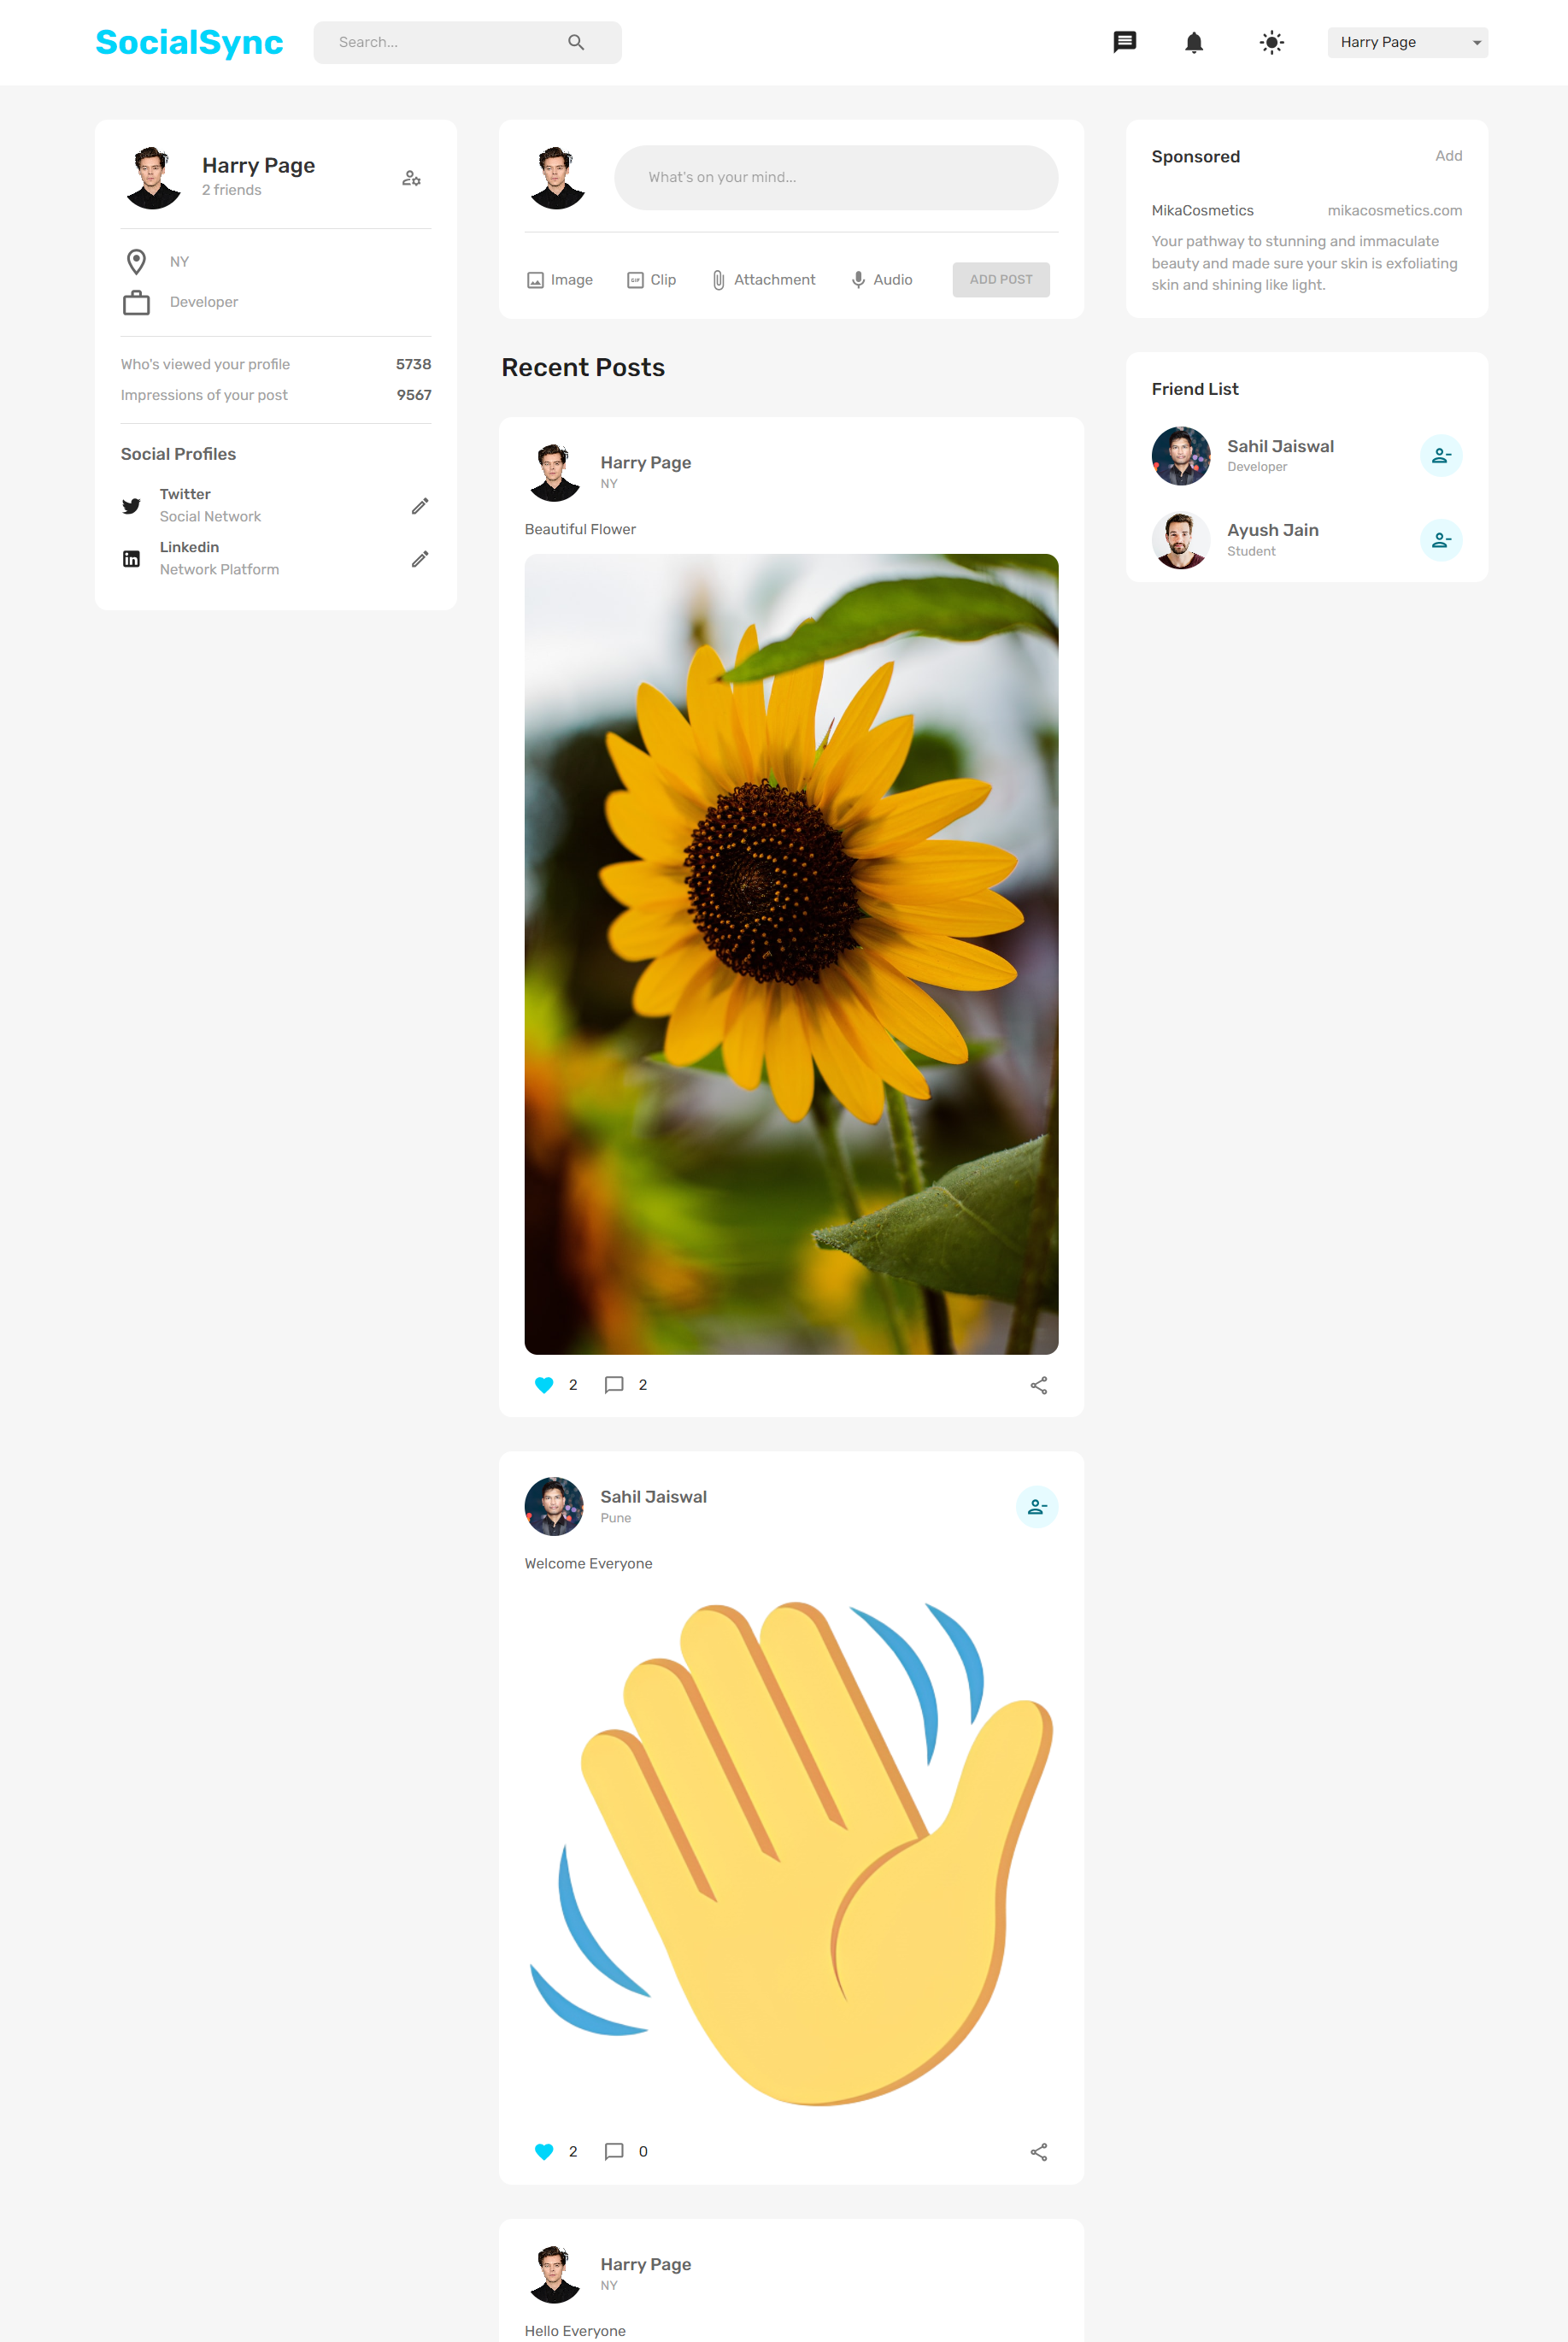 SocialSync
Search...
Harry Page
Harry Page
2 friends
NY
Developer
Who's viewed your profile 5738
Impressions of your post 9567
Social Profiles
Twitter
Social Network
Linkedin
Network Platform
What's on your mind...
Image GIF Clip Attachment Audio ADD POST
Recent Posts
Harry Page
NY
Beautiful Flower
2 2
Sahil Jaiswal
Pune
Welcome Everyone
2 0
Harry Page
NY
Hello Everyone
Sponsored Add
MikaCosmetics mikacosmetics.com
Your pathway to stunning and immaculate
beauty and made sure your skin is exfoliating
skin and shining like light.
Friend List
Sahil Jaiswal
Developer
Ayush Jain
Student